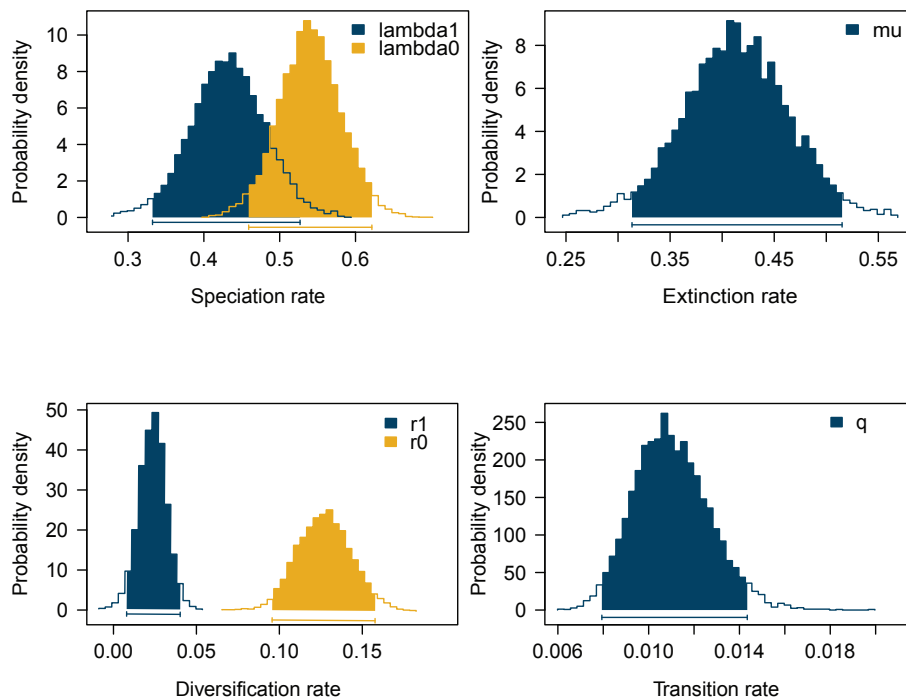 Probability density
10
8
6
4
2
0
lambda1
lambda0
0.3 0.4 0.5 0.6
Speciation rate
Probability density
8
6
4
2
0
mu
0.25 0.35 0.45 0.55
Extinction rate
Probability density
50
40
30
20
10
0
r1
r0
0.00 0.05 0.10 0.15
Diversification rate
Probability density
250
200
150
100
50
0
q
0.006 0.010 0.014 0.018
Transition rate